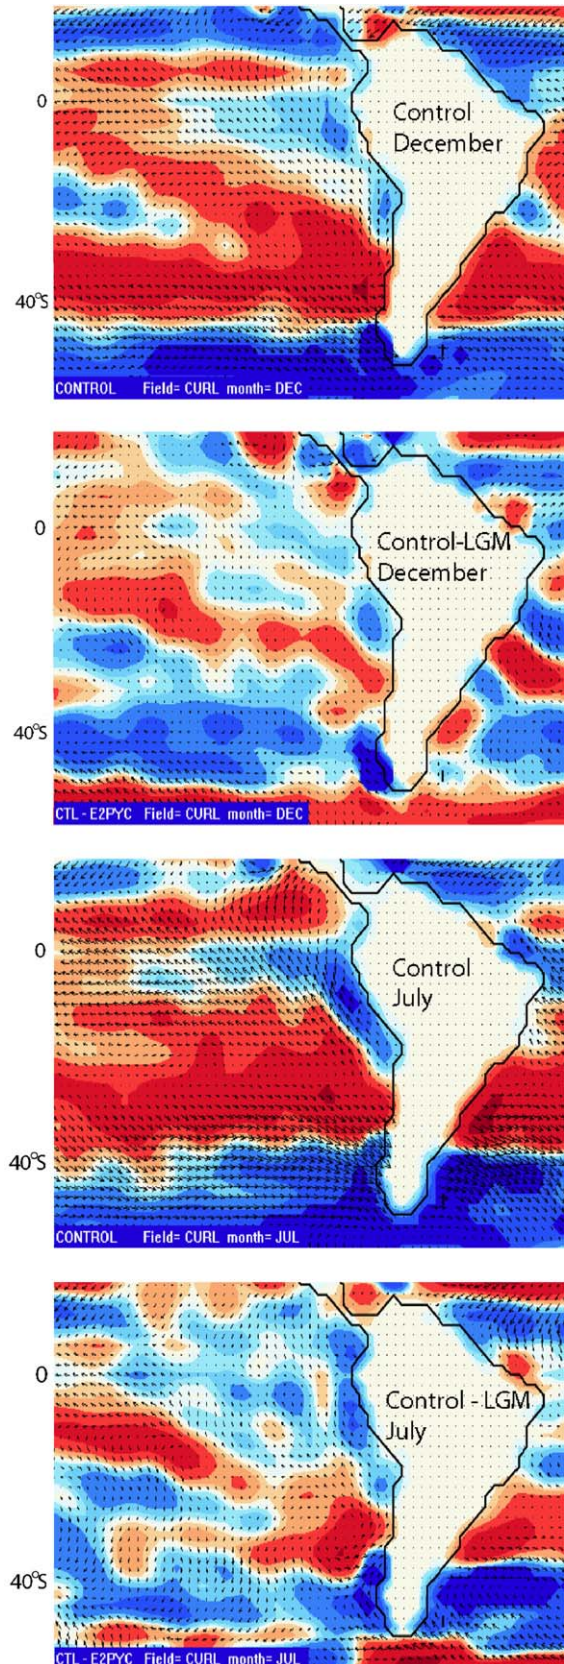 0
Control
December
40°S
CONTROL Field= CURL month= DEC
0
Control-LGM
December
40°S
CTL - E2PYC Field= CURL month= DEC
0
Control
July
40°S
CONTROL Field= CURL month= JUL
0
Control - LGM
July
40°S
CTL - E2PYC Field= CURL month= JUL